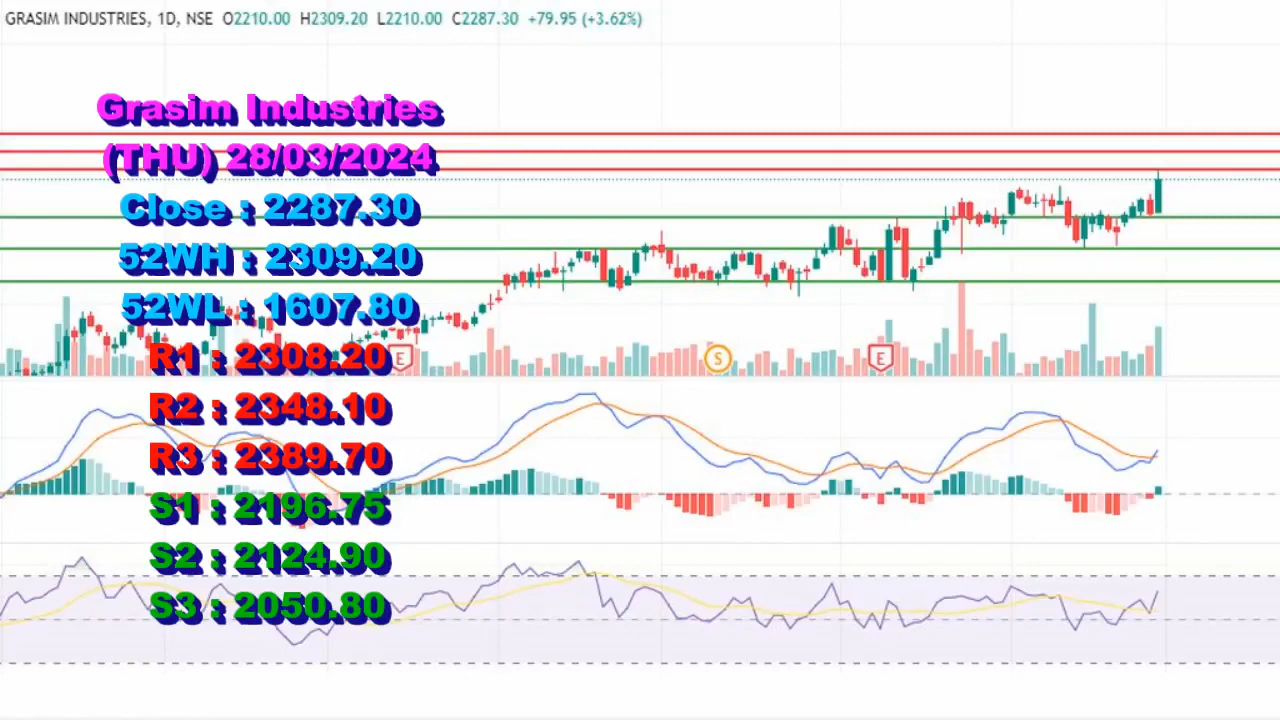 GRASIM INDUSTRIES, 1D, NSE O2210.00 H2309.20 L2210.00 C2287.30 +79.95 (+3.62%)
Grasim Industries
(THU) 28/03/2024
Close : 2287.30
52WH : 2309.20
52WL : 1607.80
R1 : 2308.20
E
S
E
R2 : 2348.10
R3 : 2389.70
S1 : 2196.75
S2 : 2124.90
S3 : 2050.80